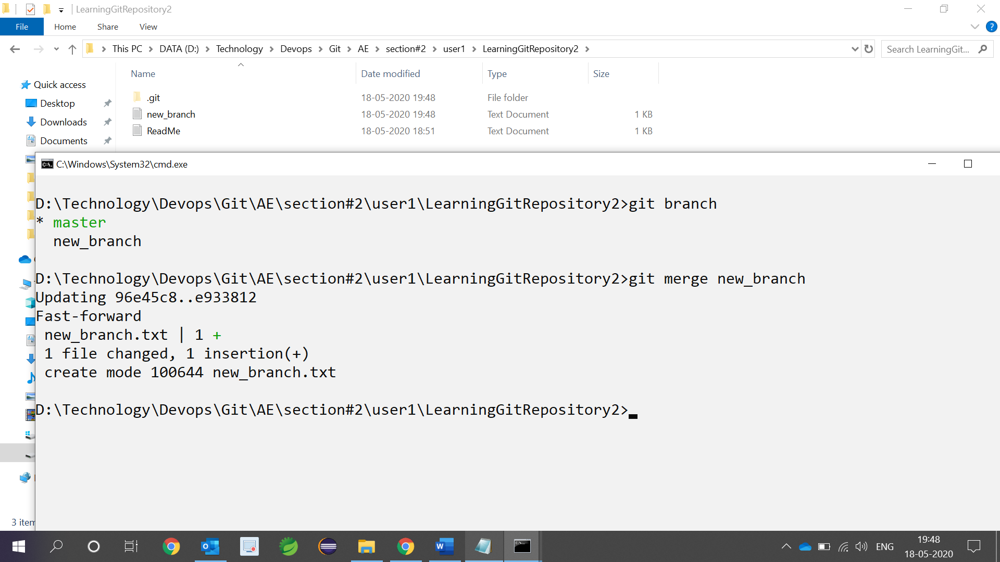 LearningGitRepository2
File Home Share View
This PC DATA (D:) Technology Devops Git AE section#2 user1 LearningGitRepository2
Search LearningGit...
Name Date modified Type Size
Quick access
Desktop
Downloads
Documents
.git 18-05-2020 19:48 File folder
new_branch 18-05-2020 19:48 Text Document 1 KB
ReadMe 18-05-2020 18:51 Text Document 1 KB
C:\Windows\System32\cmd.exe
D:\Technology\Devops\Git\AE\section#2\user1\LearningGitRepository2>git branch
* master
new_branch
D:\Technology\Devops\Git\AE\section#2\user1\LearningGitRepository2>git merge new_branch
Updating 96e45c8..e933812
Fast-forward
new_branch.txt | 1 +
1 file changed, 1 insertion(+)
create mode 100644 new_branch.txt
D:\Technology\Devops\Git\AE\section#2\user1\LearningGitRepository2>
3 item
ENG
19:48
18-05-2020